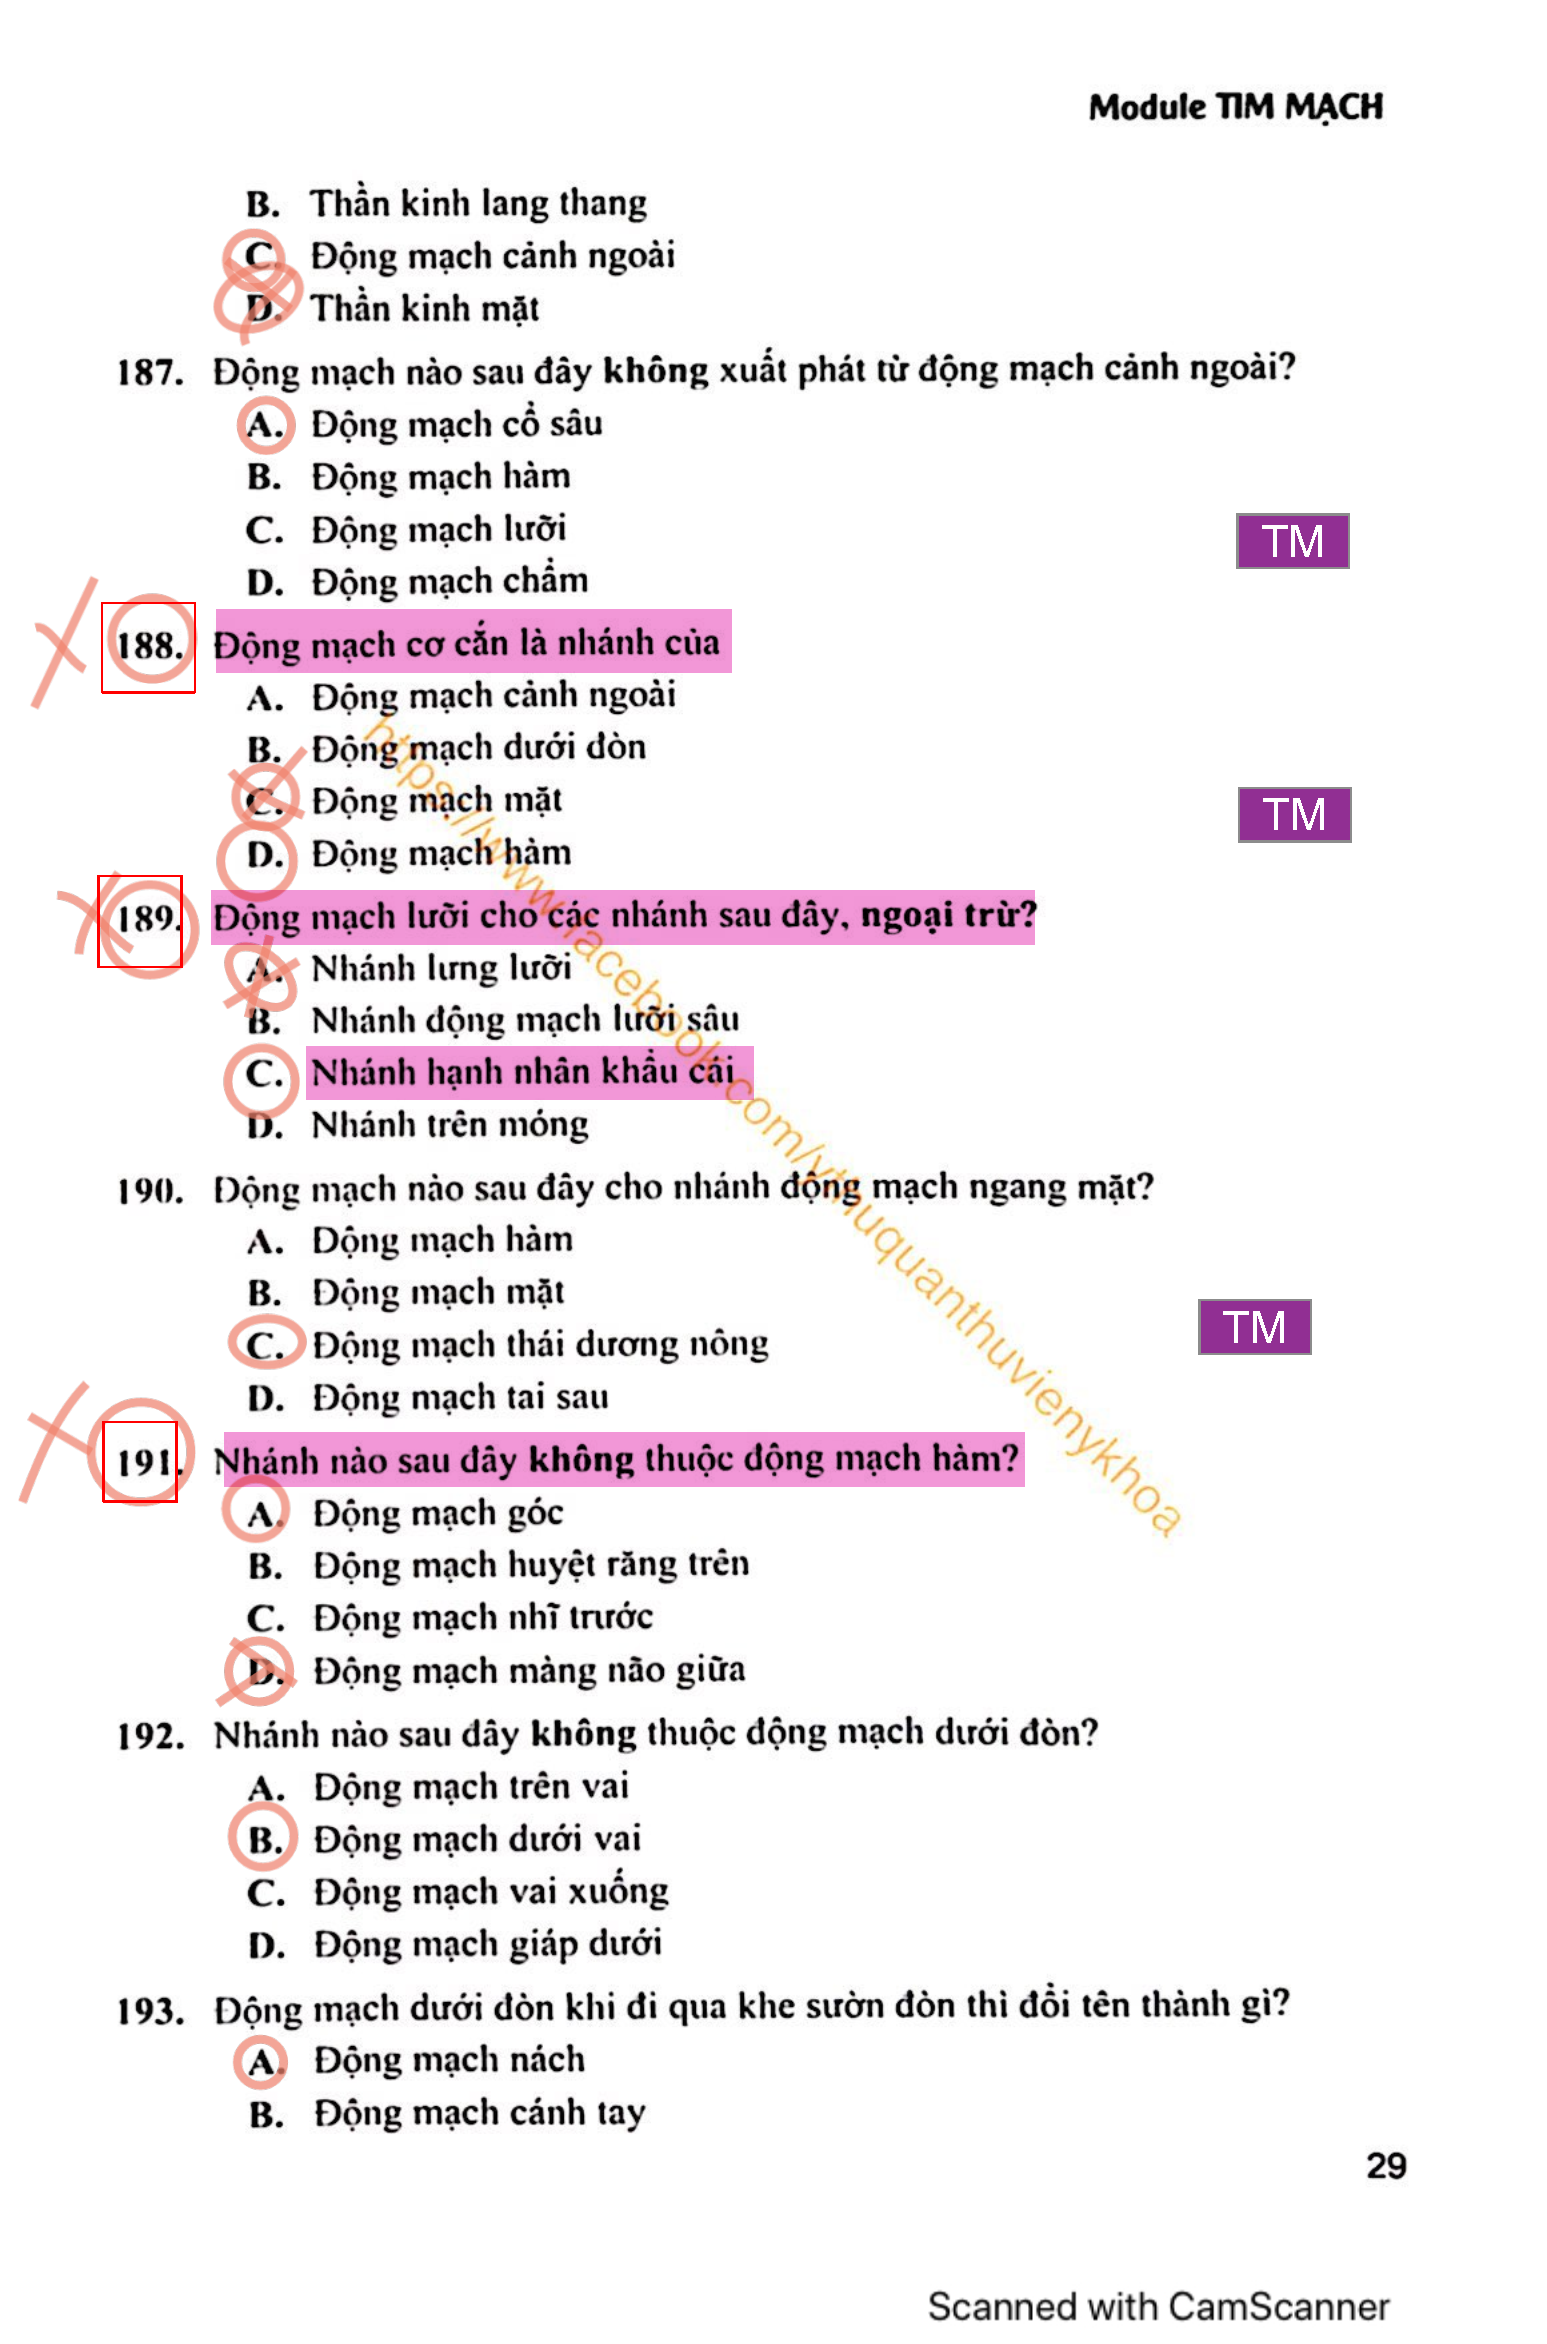 Module TIM MẠCH
B. Thần kinh lang thang
C. Động mạch cảnh ngoài
D. Thần kinh mặt
187. Động mạch nào sau đây không xuất phát từ động mạch cảnh ngoài?
A. Động mạch cổ sâu
B. Động mạch hàm
C. Động mạch lưỡi
TM
D. Động mạch chẩm
188. Động mạch cơ cắn là nhánh của
A. Động mạch cảnh ngoài
B. Động mạch dưới đòn
C. Động mạch mặt
TM
D. Động mạch hàm
189. Động mạch lưỡi cho các nhánh sau đây, ngoại trừ?
A. Nhánh lưng lưỡi
B. Nhánh động mạch lưỡi sâu
C. Nhánh hạnh nhân khẩu cái
D. Nhánh trên móng
190. Động mạch nào sau đây cho nhánh động mạch ngang mặt?
A. Động mạch hàm
B. Động mạch mặt
C. Động mạch thái dương nông
TM
D. Động mạch tai sau
191. Nhánh nào sau đây không thuộc động mạch hàm?
A. Động mạch góc
B. Động mạch huyệt răng trên
C. Động mạch nhĩ trước
D. Động mạch màng não giữa
192. Nhánh nào sau đây không thuộc động mạch dưới đòn?
A. Động mạch trên vai
B. Động mạch dưới vai
C. Động mạch vai xuống
D. Động mạch giáp dưới
193. Động mạch dưới đòn khi đi qua khe sườn đòn thì đổi tên thành gì?
A. Động mạch nách
B. Động mạch cánh tay
https://www.facebook.com/ythuquanthuvienykhoa
29
Scanned with CamScanner